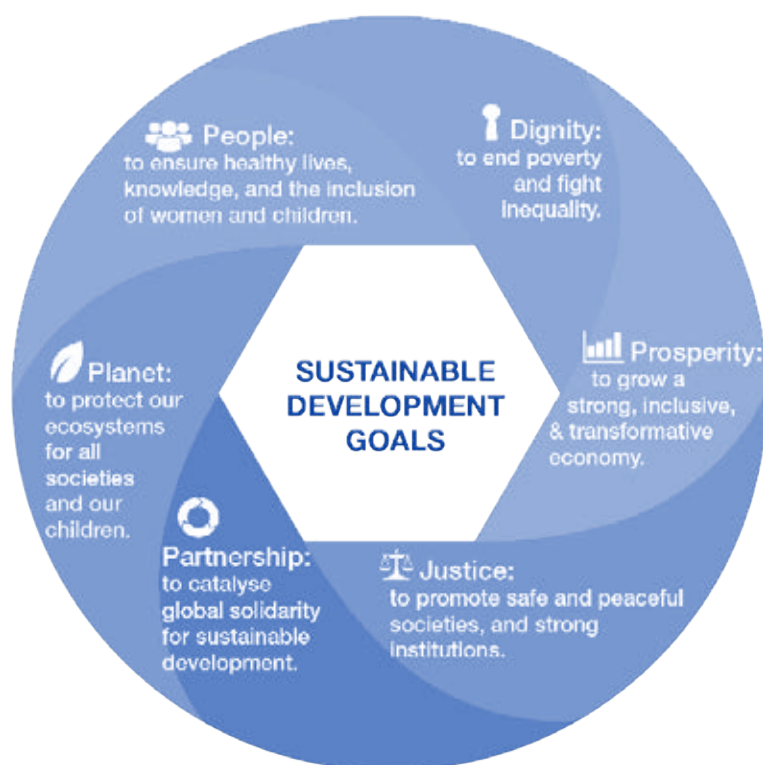 People:
to ensure healthy lives,
knowledge, and the inclusion
of women and children.
Dignity:
to end poverty
and fight
inequality.
Prosperity:
to grow a
strong, inclusive,
& transformative
economy.
Justice:
to promote safe and peaceful
societies, and strong
institutions.
Partnership:
to catalyse
global solidarity
for sustainable
development.
Planet:
to protect our
ecosystems
for all
societies
and our
children.
SUSTAINABLE
DEVELOPMENT
GOALS